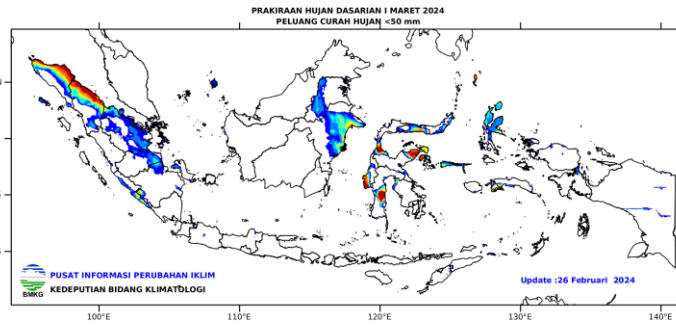 PRAKIRAAN HUJAN DASARIAN I MARET 2024
PELUANG CURAH HUJAN <50 mm
PUSAT INFORMASI PERUBAHAN IKLIM
KEDEPUTIAN BIDANG KLIMATOLOGI
BMKG
Update :26 Februari 2024
100°E
110°E
120°E
130°E
140°E